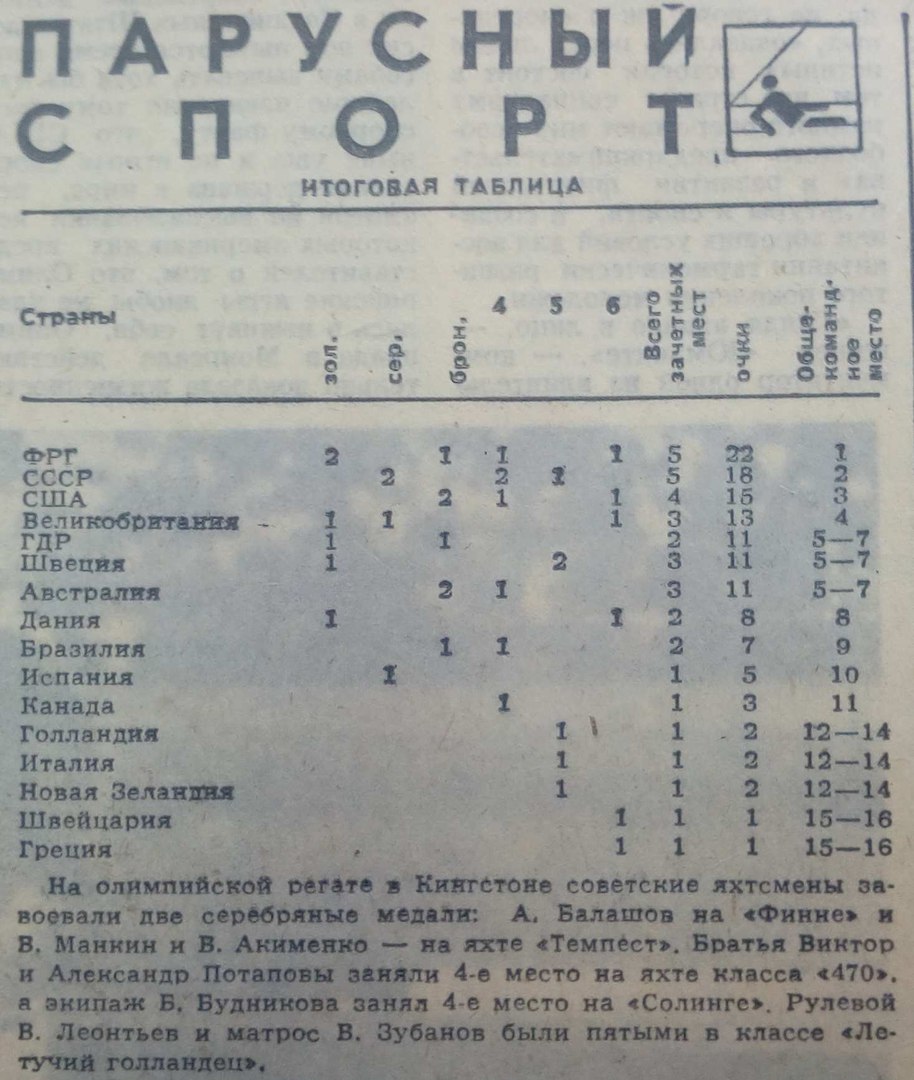 ПАРУСНЫЙ
СПОРТ
ИТОГОВАЯ ТАБЛИЦА
Страны зол. сер, брон, 4 5 6 Всего зачетных мест очки Обще-команд-ное место
ФРГ 2 1 1 1 5 22 1
СССР 2 2 1 5 18 2
США 2 1 1 4 15 3
Великобритания 1 1 1 3 13 4
ГДР 1 1 2 11 5—7
Швеция 1 2 3 11 5—7
Австралия 2 1 3 11 5—7
Дания 1 1 2 8 8
Бразилия 1 1 2 7 9
Испания 1 1 5 10
Канада 1 1 3 11
Голландия 1 1 2 12—14
Италия 1 1 2 12—14
Новая Зеландия 1 1 2 12—14
Швейцария 1 1 1 15—16
Греция 1 1 1 15—16
На олимпийской регате в Кингстоне советские яхтсмены за-
воевали две серебряные медали: А. Балашов на «Финне» и
В. Манкин и В. Акименко — на яхте «Темпест». Братья Виктор
и Александр Потаповы заняли 4-е место на яхте класса «470»,
а экипаж Б. Будникова занял 4-е место на «Солинге». Рулевой
В. Леонтьев и матрос В. Зубанов были пятыми в классе «Ле-
тучий голландец».